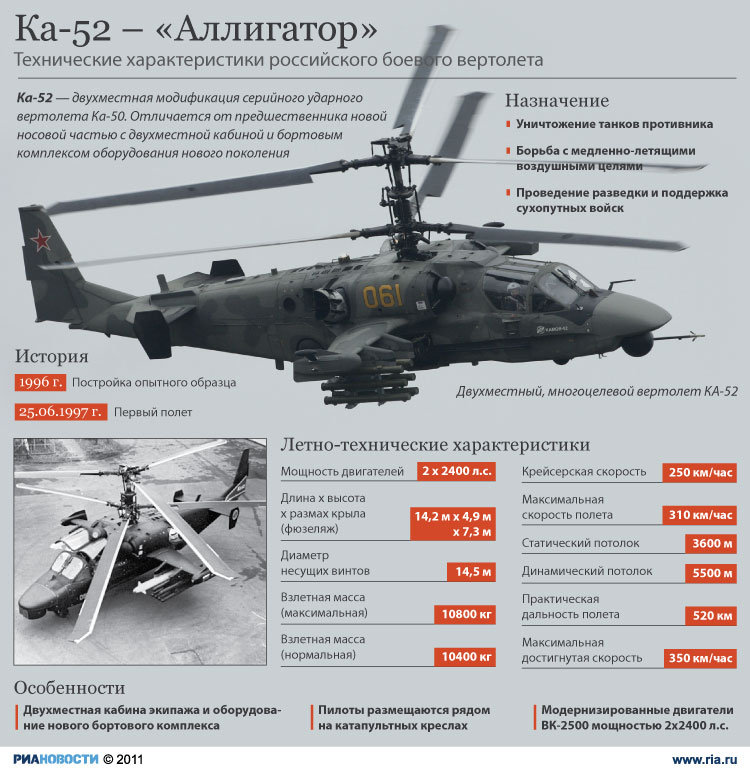 Ка-52 – «Аллигатор»
Технические характеристики российского боевого вертолета
Ка-52 — двухместная модификация серийного ударного
вертолета Ка-50. Отличается от предшественника новой
носовой частью с двухместной кабиной и бортовым
комплексом оборудования нового поколения
Назначение
Уничтожение танков противника
Борьба с медленно-летящими
воздушными целями
Проведение разведки и поддержка
сухопутных войск
061
KAMOV-52
История
1996 г. Постройка опытного образца
25.06.1997 г. Первый полет
Двухместный, многоцелевой вертолет КА-52
Летно-технические характеристики
Мощность двигателей 2 x 2400 л.с.
Длина х высота
х размах крыла
(фюзеляж)
14,2 м х 4,9 м
х 7,3 м
Диаметр
несущих винтов 14,5 м
Взлетная масса
(максимальная) 10800 кг
Взлетная масса
(нормальная) 10400 кг
Крейсерская скорость 250 км/час
Максимальная
скорость полета 310 км/час
Статический потолок 3600 м
Динамический потолок 5500 м
Практическая
дальность полета 520 км
Максимальная
достигнутая скорость 350 км/час
Особенности
Двухместная кабина экипажа и оборудова-
ние нового бортового комплекса
Пилоты размещаются рядом
на катапультных креслах
Модернизированные двигатели
ВК-2500 мощностью 2х2400 л.с.
РИАНОВОСТИ © 2011
www.ria.ru